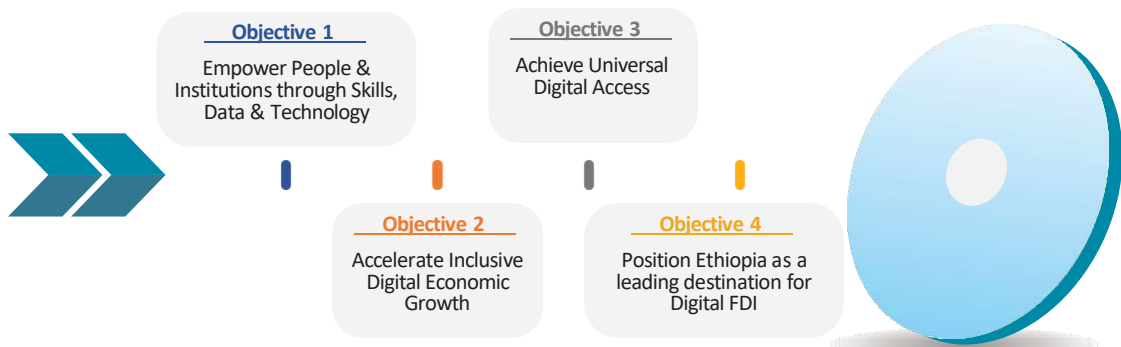 Objective 1
Empower People &
Institutions through Skills,
Data & Technology
Objective 2
Accelerate Inclusive
Digital Economic
Growth
Objective 3
Achieve Universal
Digital Access
Objective 4
Position Ethiopia as a
leading destination for
Digital FDI